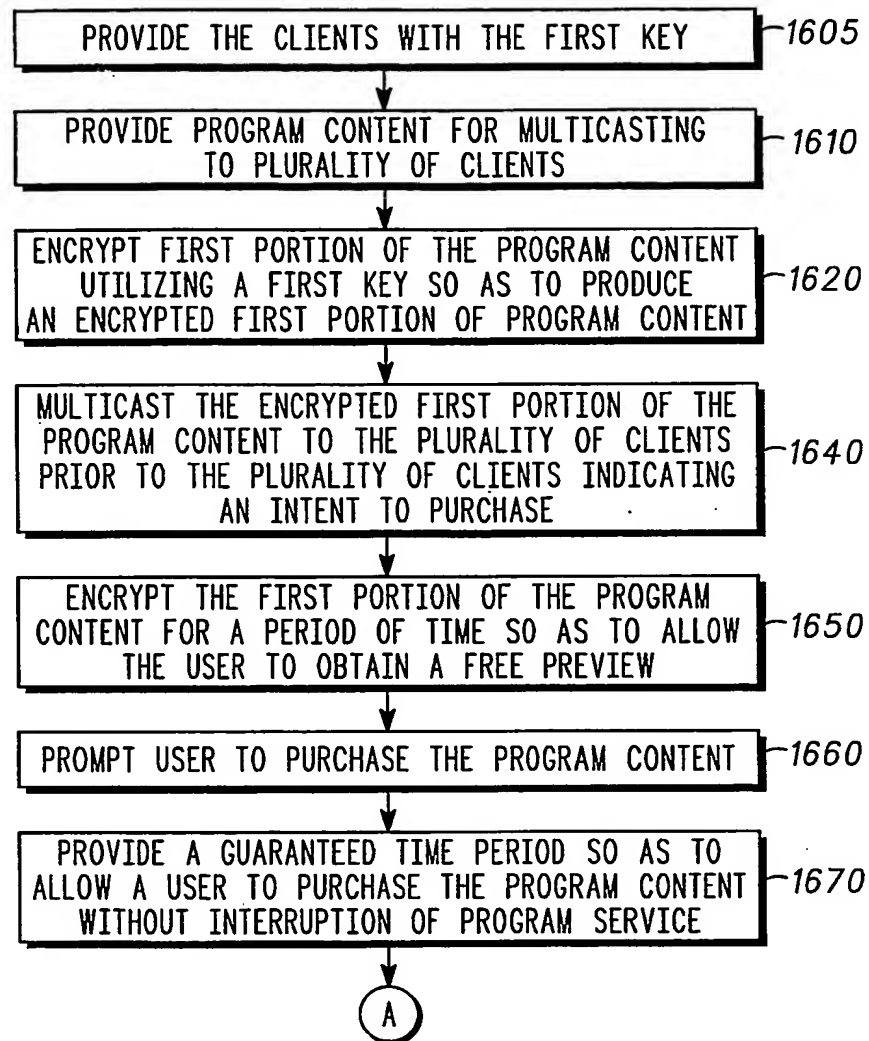 PROVIDE THE CLIENTS WITH THE FIRST KEY
1605
PROVIDE PROGRAM CONTENT FOR MULTICASTING
TO PLURALITY OF CLIENTS
1610
ENCRYPT FIRST PORTION OF THE PROGRAM CONTENT
UTILIZING A FIRST KEY SO AS TO PRODUCE
AN ENCRYPTED FIRST PORTION OF PROGRAM CONTENT
1620
MULTICAST THE ENCRYPTED FIRST PORTION OF THE
PROGRAM CONTENT TO THE PLURALITY OF CLIENTS
PRIOR TO THE PLURALITY OF CLIENTS INDICATING
AN INTENT TO PURCHASE
1640
ENCRYPT THE FIRST PORTION OF THE PROGRAM
CONTENT FOR A PERIOD OF TIME SO AS TO ALLOW
THE USER TO OBTAIN A FREE PREVIEW
1650
PROMPT USER TO PURCHASE THE PROGRAM CONTENT
1660
PROVIDE A GUARANTEED TIME PERIOD SO AS TO
ALLOW A USER TO PURCHASE THE PROGRAM CONTENT
WITHOUT INTERRUPTION OF PROGRAM SERVICE
1670
A